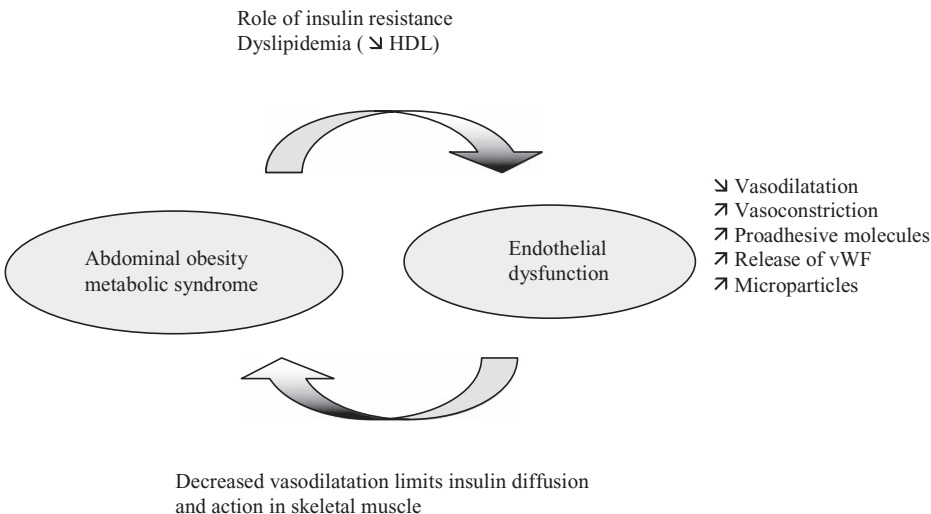 Role of insulin resistance
Dyslipidemia ( ↘ HDL)
Abdominal obesity
metabolic syndrome
Endothelial
dysfunction
↘ Vasodilatation
↗ Vasoconstriction
↗ Proadhesive molecules
↗ Release of vWF
↗ Microparticles
Decreased vasodilatation limits insulin diffusion
and action in skeletal muscle